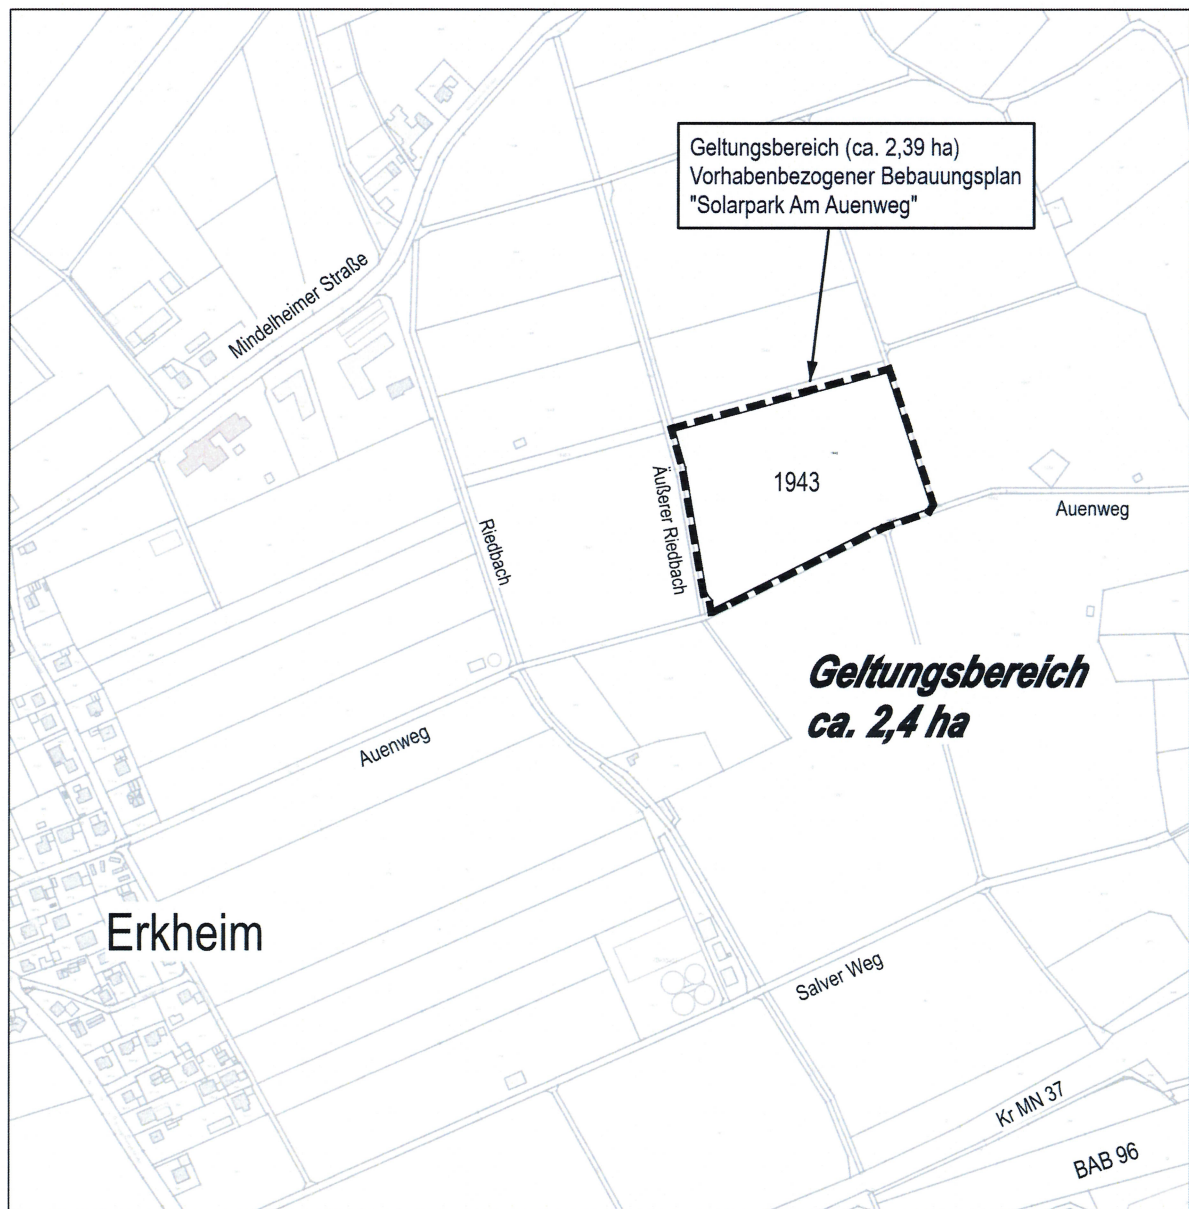 Geltungsbereich (ca. 2,39 ha)
Vorhabenbezogener Bebauungsplan
"Solarpark Am Auenweg"
Mindelheimer Straße
1943
Äußerer Riedbach
Auenweg
Riedbach
Geltungsbereich
ca. 2,4 ha
Auenweg
Erkheim
Salver Weg
Kr MN 37
BAB 96